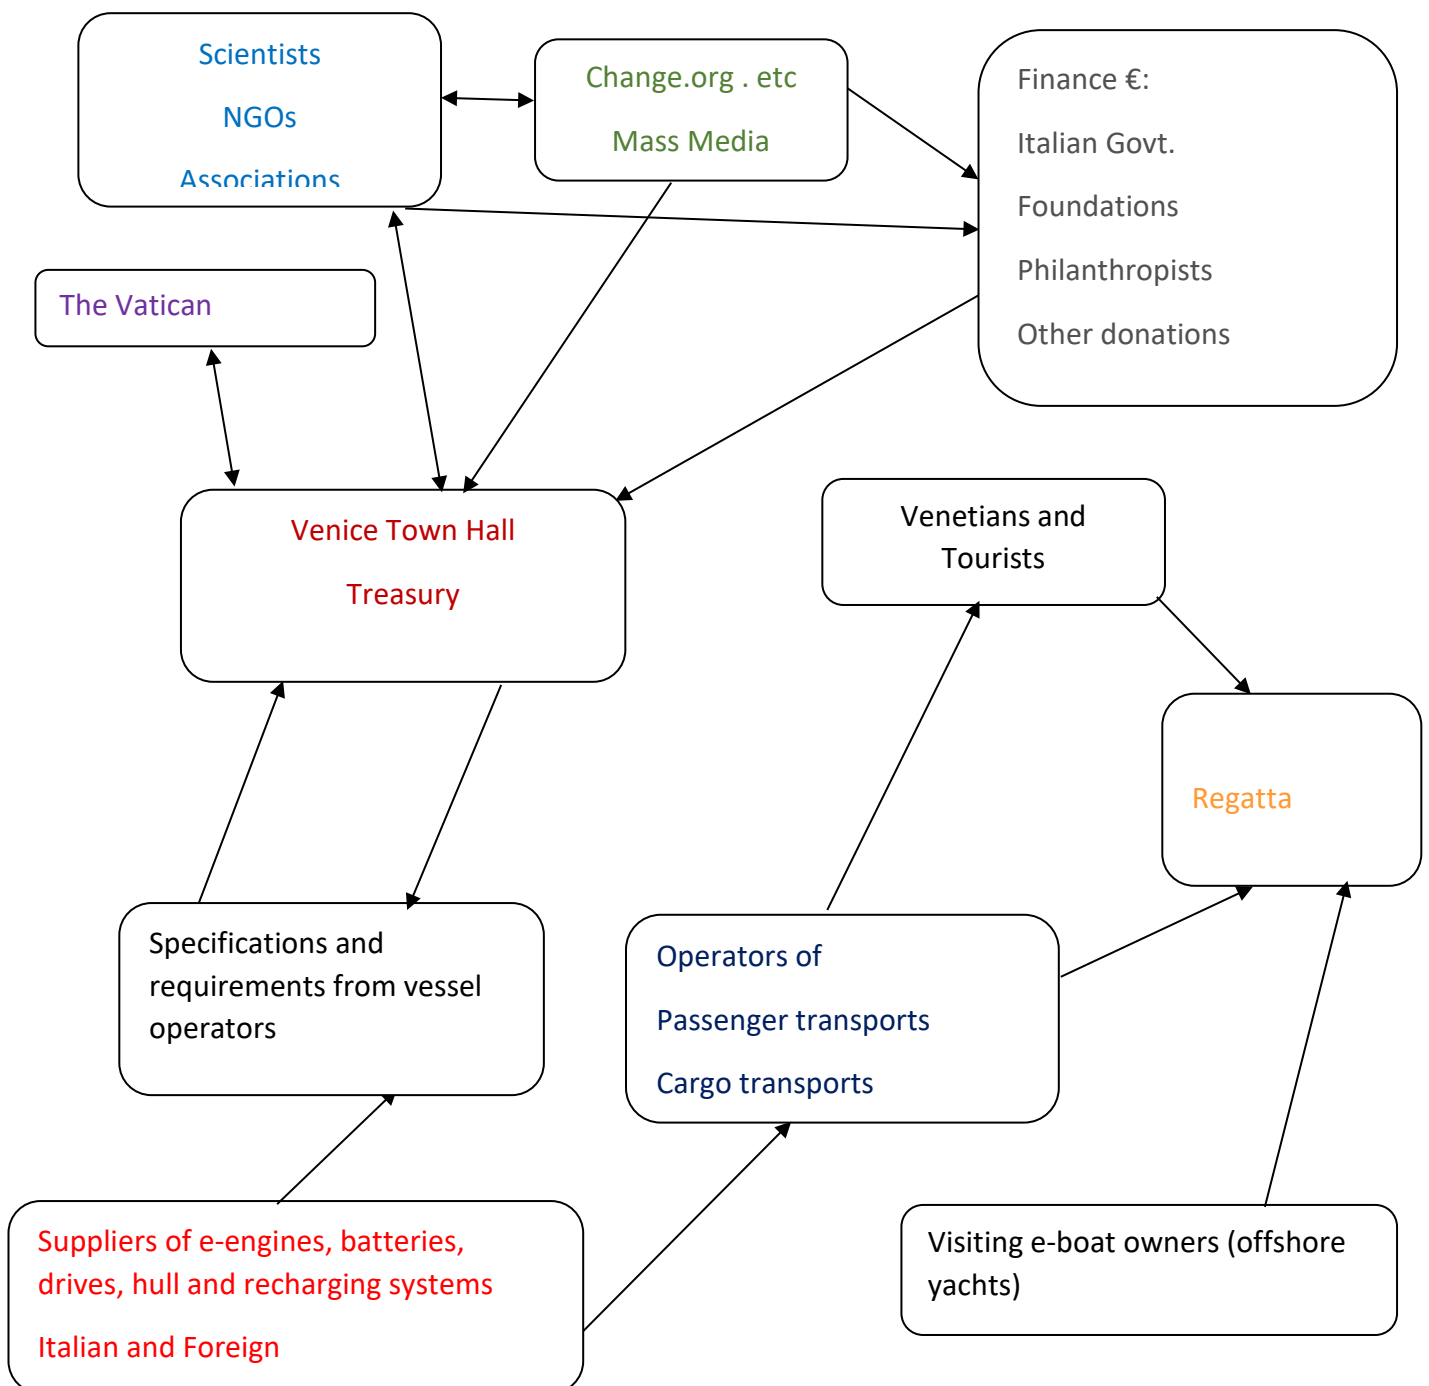 Scientists
NGOs
Associations
Change.org . etc
Mass Media
Finance €:
Italian Govt.
Foundations
Philanthropists
Other donations
The Vatican
Venice Town Hall
Treasury
Venetians and
Tourists
Regatta
Specifications and
requirements from vessel
operators
Operators of
Passenger transports
Cargo transports
Suppliers of e-engines, batteries,
drives, hull and recharging systems
Italian and Foreign
Visiting e-boat owners (offshore
yachts)